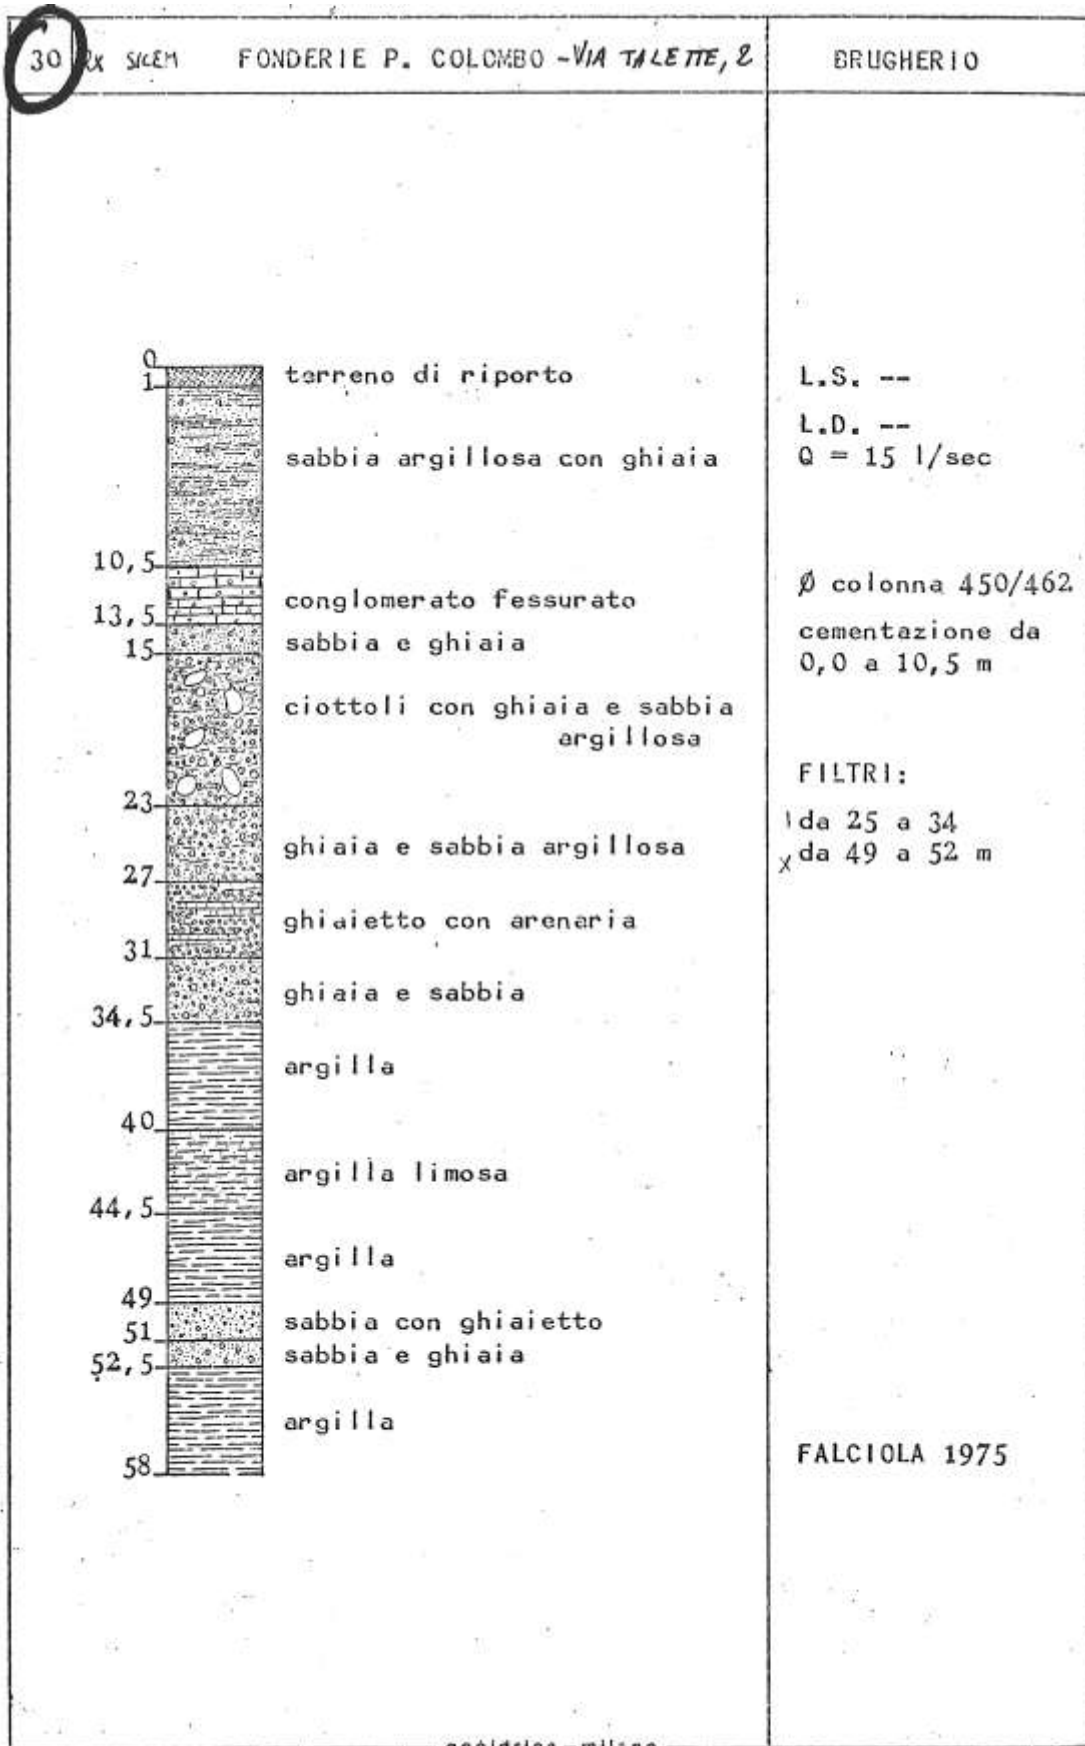 30 SICEM FONDERIE P. COLOMBO - VIA TALETTE, 2 BRUGHERIO
0
1
terreno di riporto
sabbia argillosa con ghiaia
10,5
conglomerato fessurato
13,5
sabbia e ghiaia
15
ciottoli con ghiaia e sabbia
argillosa
23
ghiaia e sabbia argillosa
27
ghiaietto con arenaria
31
ghiaia e sabbia
34,5
argilla
40
argilla limosa
44,5
argilla
49
sabbia con ghiaietto
51
sabbia e ghiaia
52,5
argilla
58
L.S. --
L.D. --
Q = 15 l/sec
Ø colonna 450/462
cementazione da
0,0 a 10,5 m
FILTRI:
da 25 a 34
x da 49 a 52 m
FALCIOLA 1975